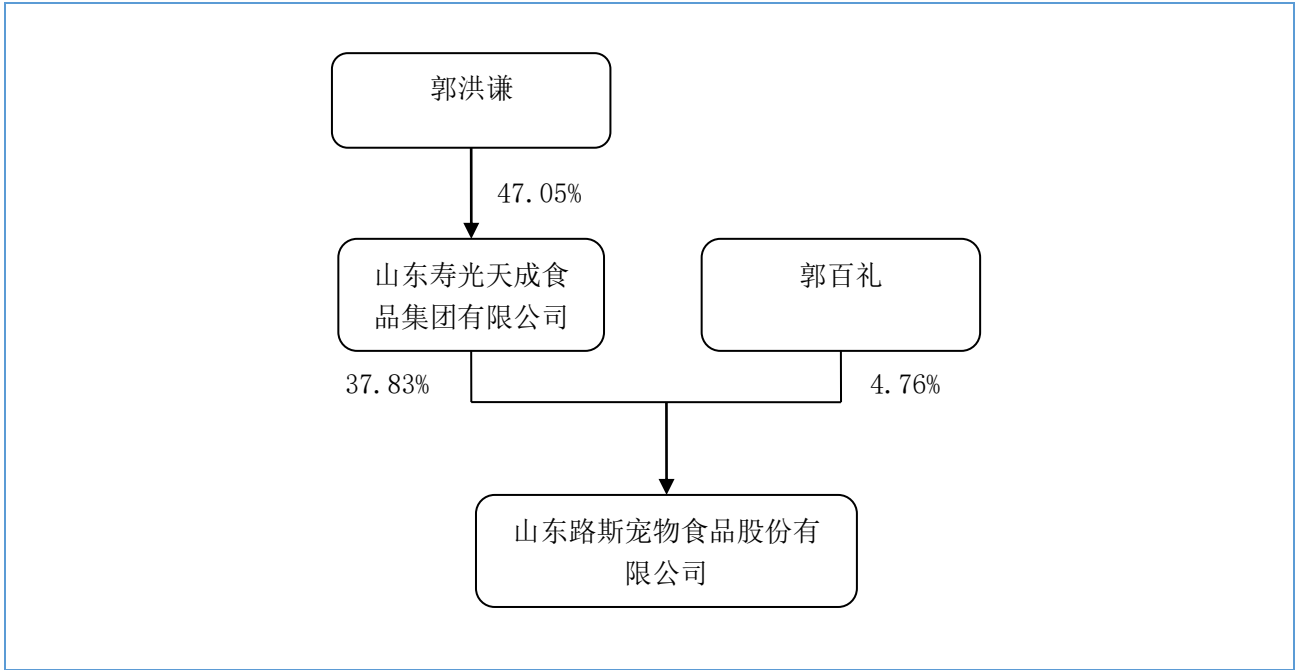 郭洪谦
47.05%
山东寿光天成食
品集团有限公司
郭百礼
37.83%
4.76%
山东路斯宠物食品股份有
限公司